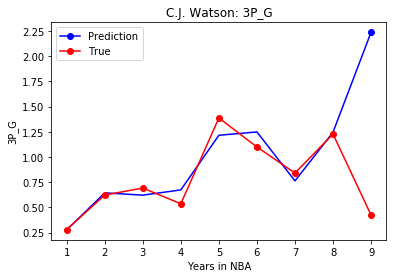 C.J. Watson: 3P_G
Prediction
True
2.25
2.00
1.75
1.50
1.25
1.00
0.75
0.50
0.25
3P_G
1 2 3 4 5 6 7 8 9
Years in NBA